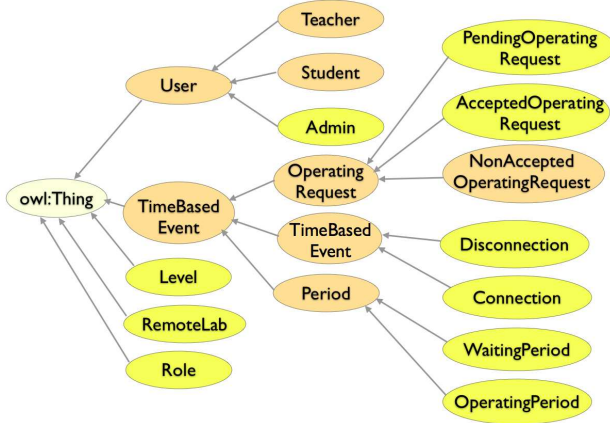 Teacher
Student
Admin
User
PendingOperating
Request
AcceptedOperating
Request
NonAccepted
OperatingRequest
Operating
Request
owl:Thing
TimeBased
Event
TimeBased
Event
Disconnection
Connection
Period
Level
RemoteLab
Role
WaitingPeriod
OperatingPeriod